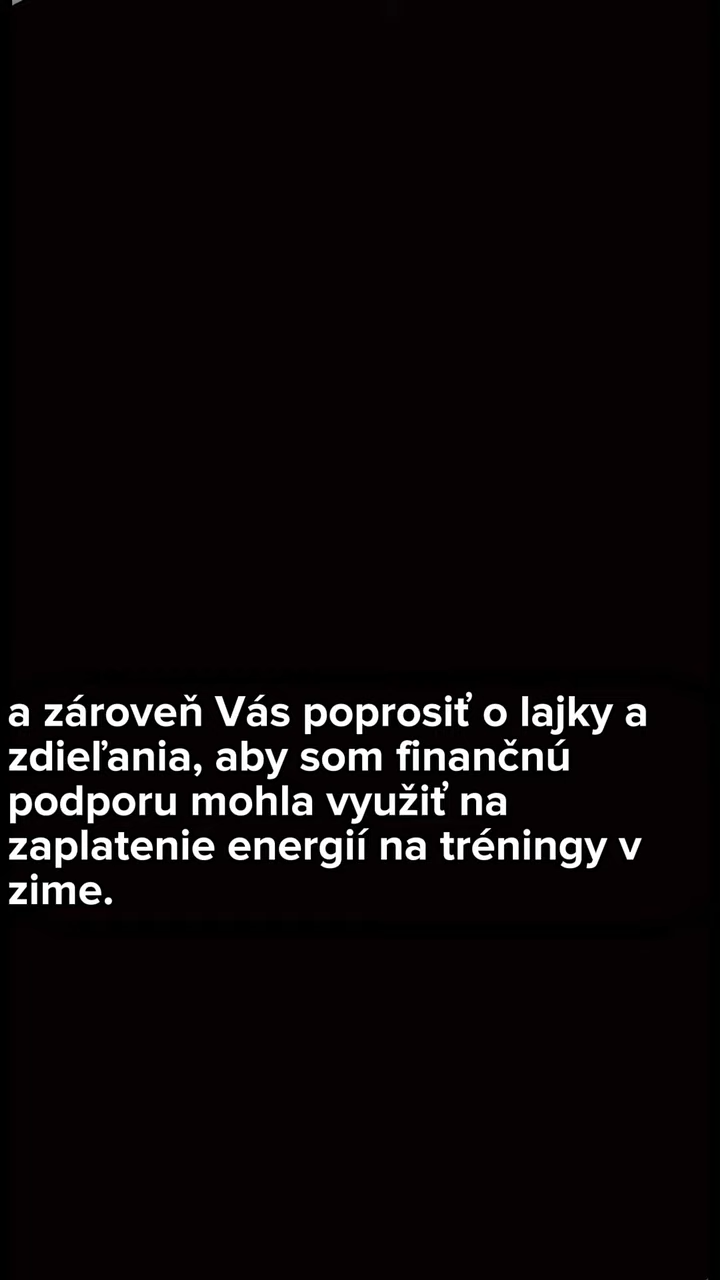 a zároveň Vás poprosiť o lajky a
zdieľania, aby som finančnú
podporu mohla využiť na
zaplatenie energií na tréningy v
zime.